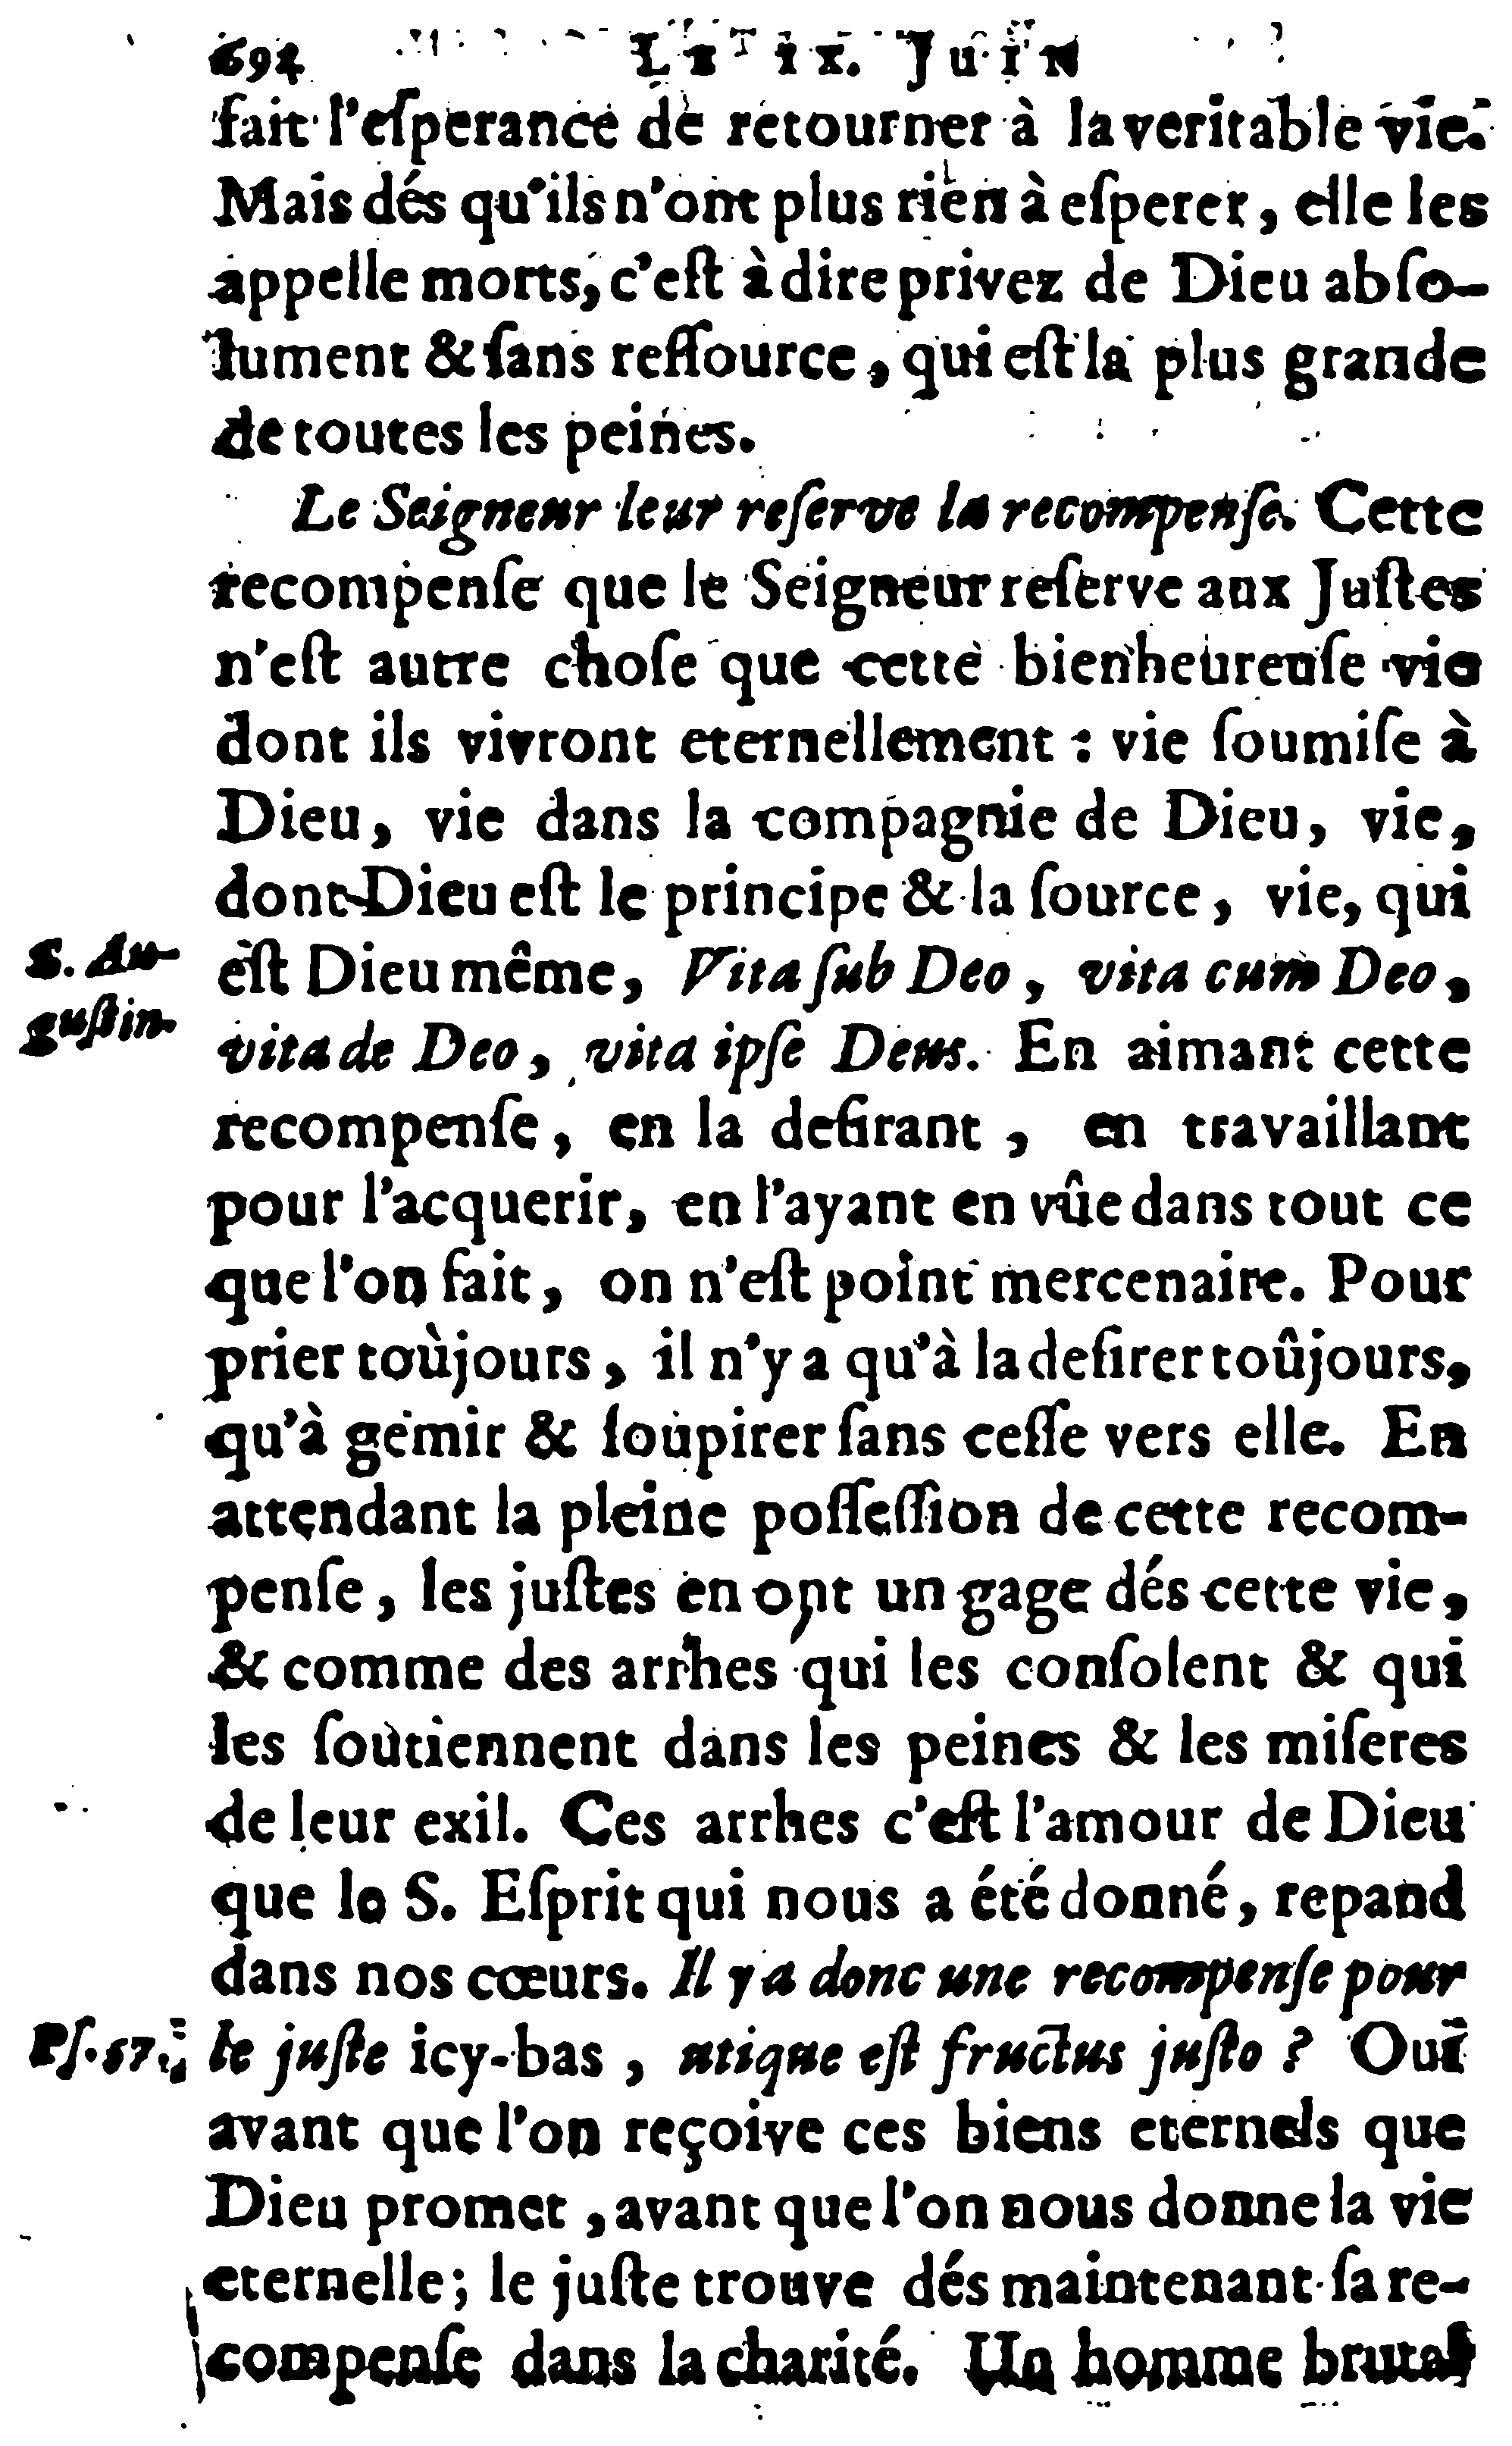 692 LE IX. JUIN
fait l'eſperance de retourner à la veritable vie.
Mais dés qu'ils n'ont plus rien à eſperer, elle les
appelle morts, c'eſt à dire privez de Dieu abſo-
lument & ſans reſſource, qui eſt la plus grande
de toutes les peines.
Le Seigneur leur reſerve la recompenſe. Cette
recompenſe que le Seigneur reſerve aux Juſtes
n'eſt autre choſe que cette bienheureuſe vie
dont ils vivront eternellement : vie ſoumiſe à
Dieu, vie dans la compagnie de Dieu, vie,
dont Dieu eſt le principe & la ſource, vie, qui
S. Au- eſt Dieu même, Vita ſub Deo, vita cum Deo,
guſtin. vita de Deo, vita ipſe Deus. En aimant cette
recompenſe, en la deſirant, en travaillant
pour l'acquerir, en l'ayant en vûe dans tout ce
que l'on fait, on n'eſt point mercenaire. Pour
prier toùjours, il n'y a qu'à la deſirer toûjours,
qu'à gemir & ſoupirer ſans ceſſe vers elle. En
attendant la pleine poſſeſſion de cette recom-
penſe, les juſtes en ont un gage dés cette vie,
& comme des arrhes qui les conſolent & qui
les ſoutiennent dans les peines & les miſeres
de leur exil. Ces arrhes c'eſt l'amour de Dieu
que le S. Eſprit qui nous a été donné, repand
dans nos cœurs. Il y a donc une recompenſe pour
Pſ. 57. le juſte icy-bas, utique eſt fructus juſto ? Oui
avant que l'on reçoive ces biens eternels que
Dieu promet, avant que l'on nous donne la vie
eternelle; le juſte trouve dés maintenant ſa re-
compenſe dans la charité. Un homme brutal